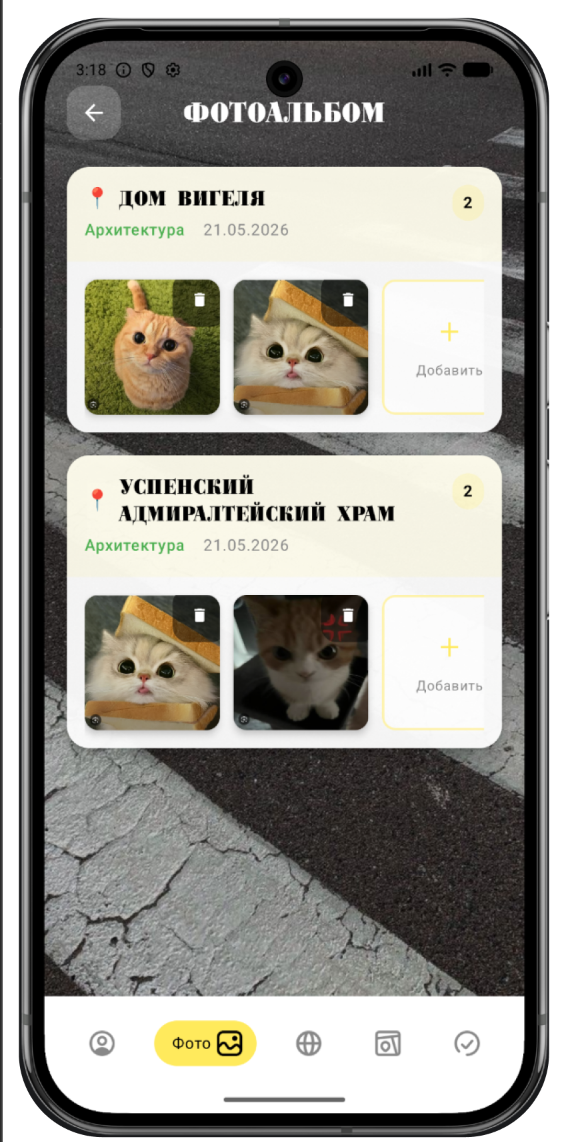 3:18
ФОТОАЛЬБОМ
ДОМ ВИГЕЛЯ
2
Архитектура 21.05.2026
Добавить
УСПЕНСКИЙ
АДМИРАЛТЕЙСКИЙ ХРАМ
2
Архитектура 21.05.2026
Добавить
Фото